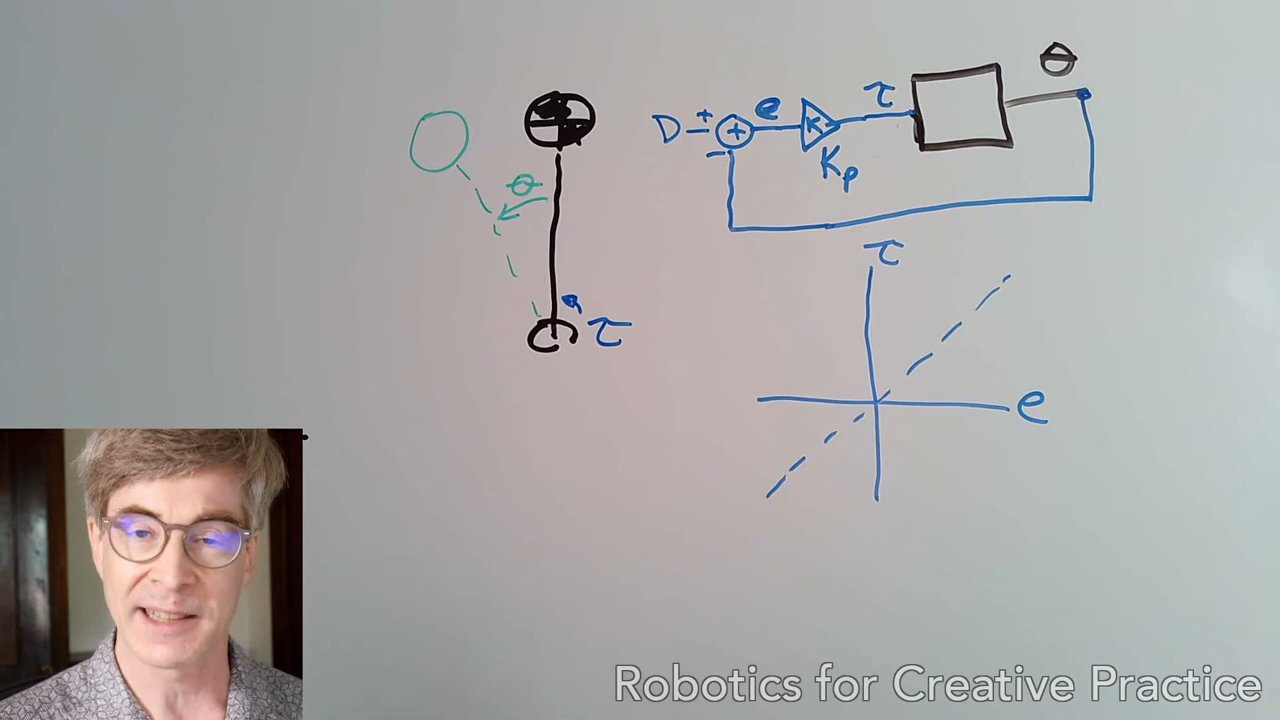 θ
τ
D + e K τ θ
+
−
Kp
τ
e
θ
τ
Robotics for Creative Practice